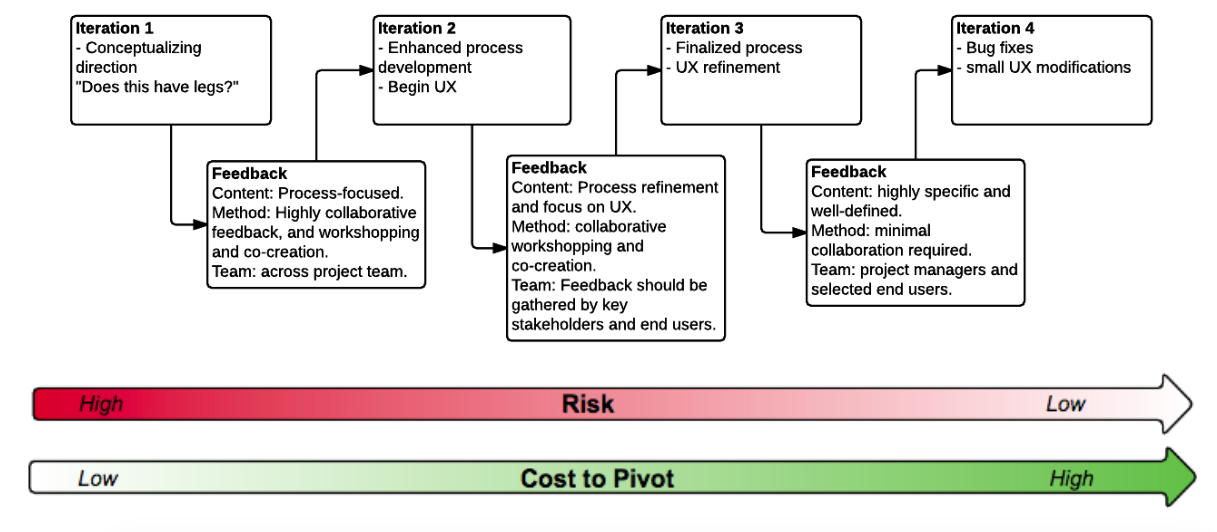 Iteration 1
- Conceptualizing
direction
"Does this have legs?"
Iteration 2
- Enhanced process
development
- Begin UX
Iteration 3
- Finalized process
- UX refinement
Iteration 4
- Bug fixes
- small UX modifications
Feedback
Content: Process-focused.
Method: Highly collaborative
feedback, and workshopping
and co-creation.
Team: across project team.
Feedback
Content: Process refinement
and focus on UX.
Method: collaborative
workshopping and
co-creation.
Team: Feedback should be
gathered by key
stakeholders and end users.
Feedback
Content: highly specific and
well-defined.
Method: minimal
collaboration required.
Team: project managers and
selected end users.
High Risk Low
Low Cost to Pivot High